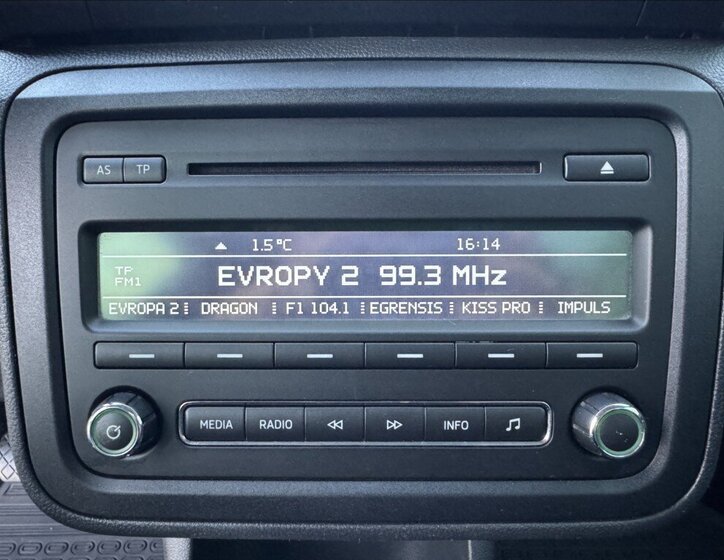 AS TP
1.5°C 16:14
TP
FM1
EVROPY 2 99.3 MHz
EVROPA 2 DRAGON F1 104.1 EGRENSIS KISS PRO IMPULS
MEDIA RADIO INFO